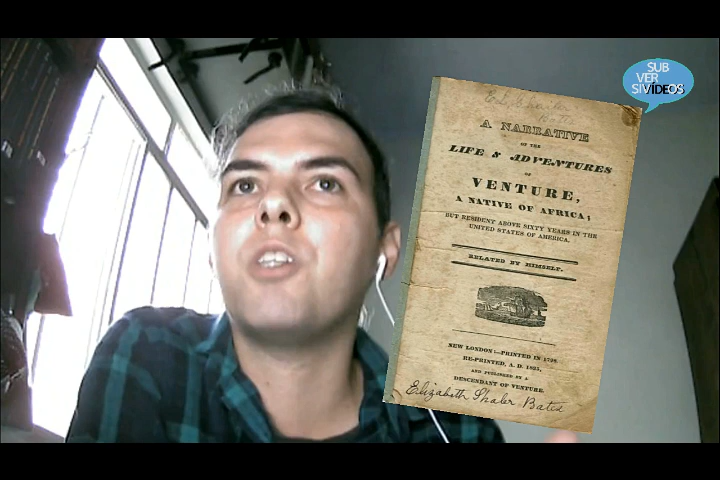 SUB
VER
SIVÍDEOS
A NARRATIVE
OF THE
LIFE & ADVENTURES
OF
VENTURE,
A NATIVE OF AFRICA;
BUT RESIDENT ABOVE SIXTY YEARS IN THE
UNITED STATES OF AMERICA.
RELATED BY HIMSELF.
NEW LONDON:—PRINTED IN 1798.
RE-PRINTED, A. D. 1835,
AND PUBLISHED BY A
DESCENDANT OF VENTURE.
Elizabeth Shaler Bates